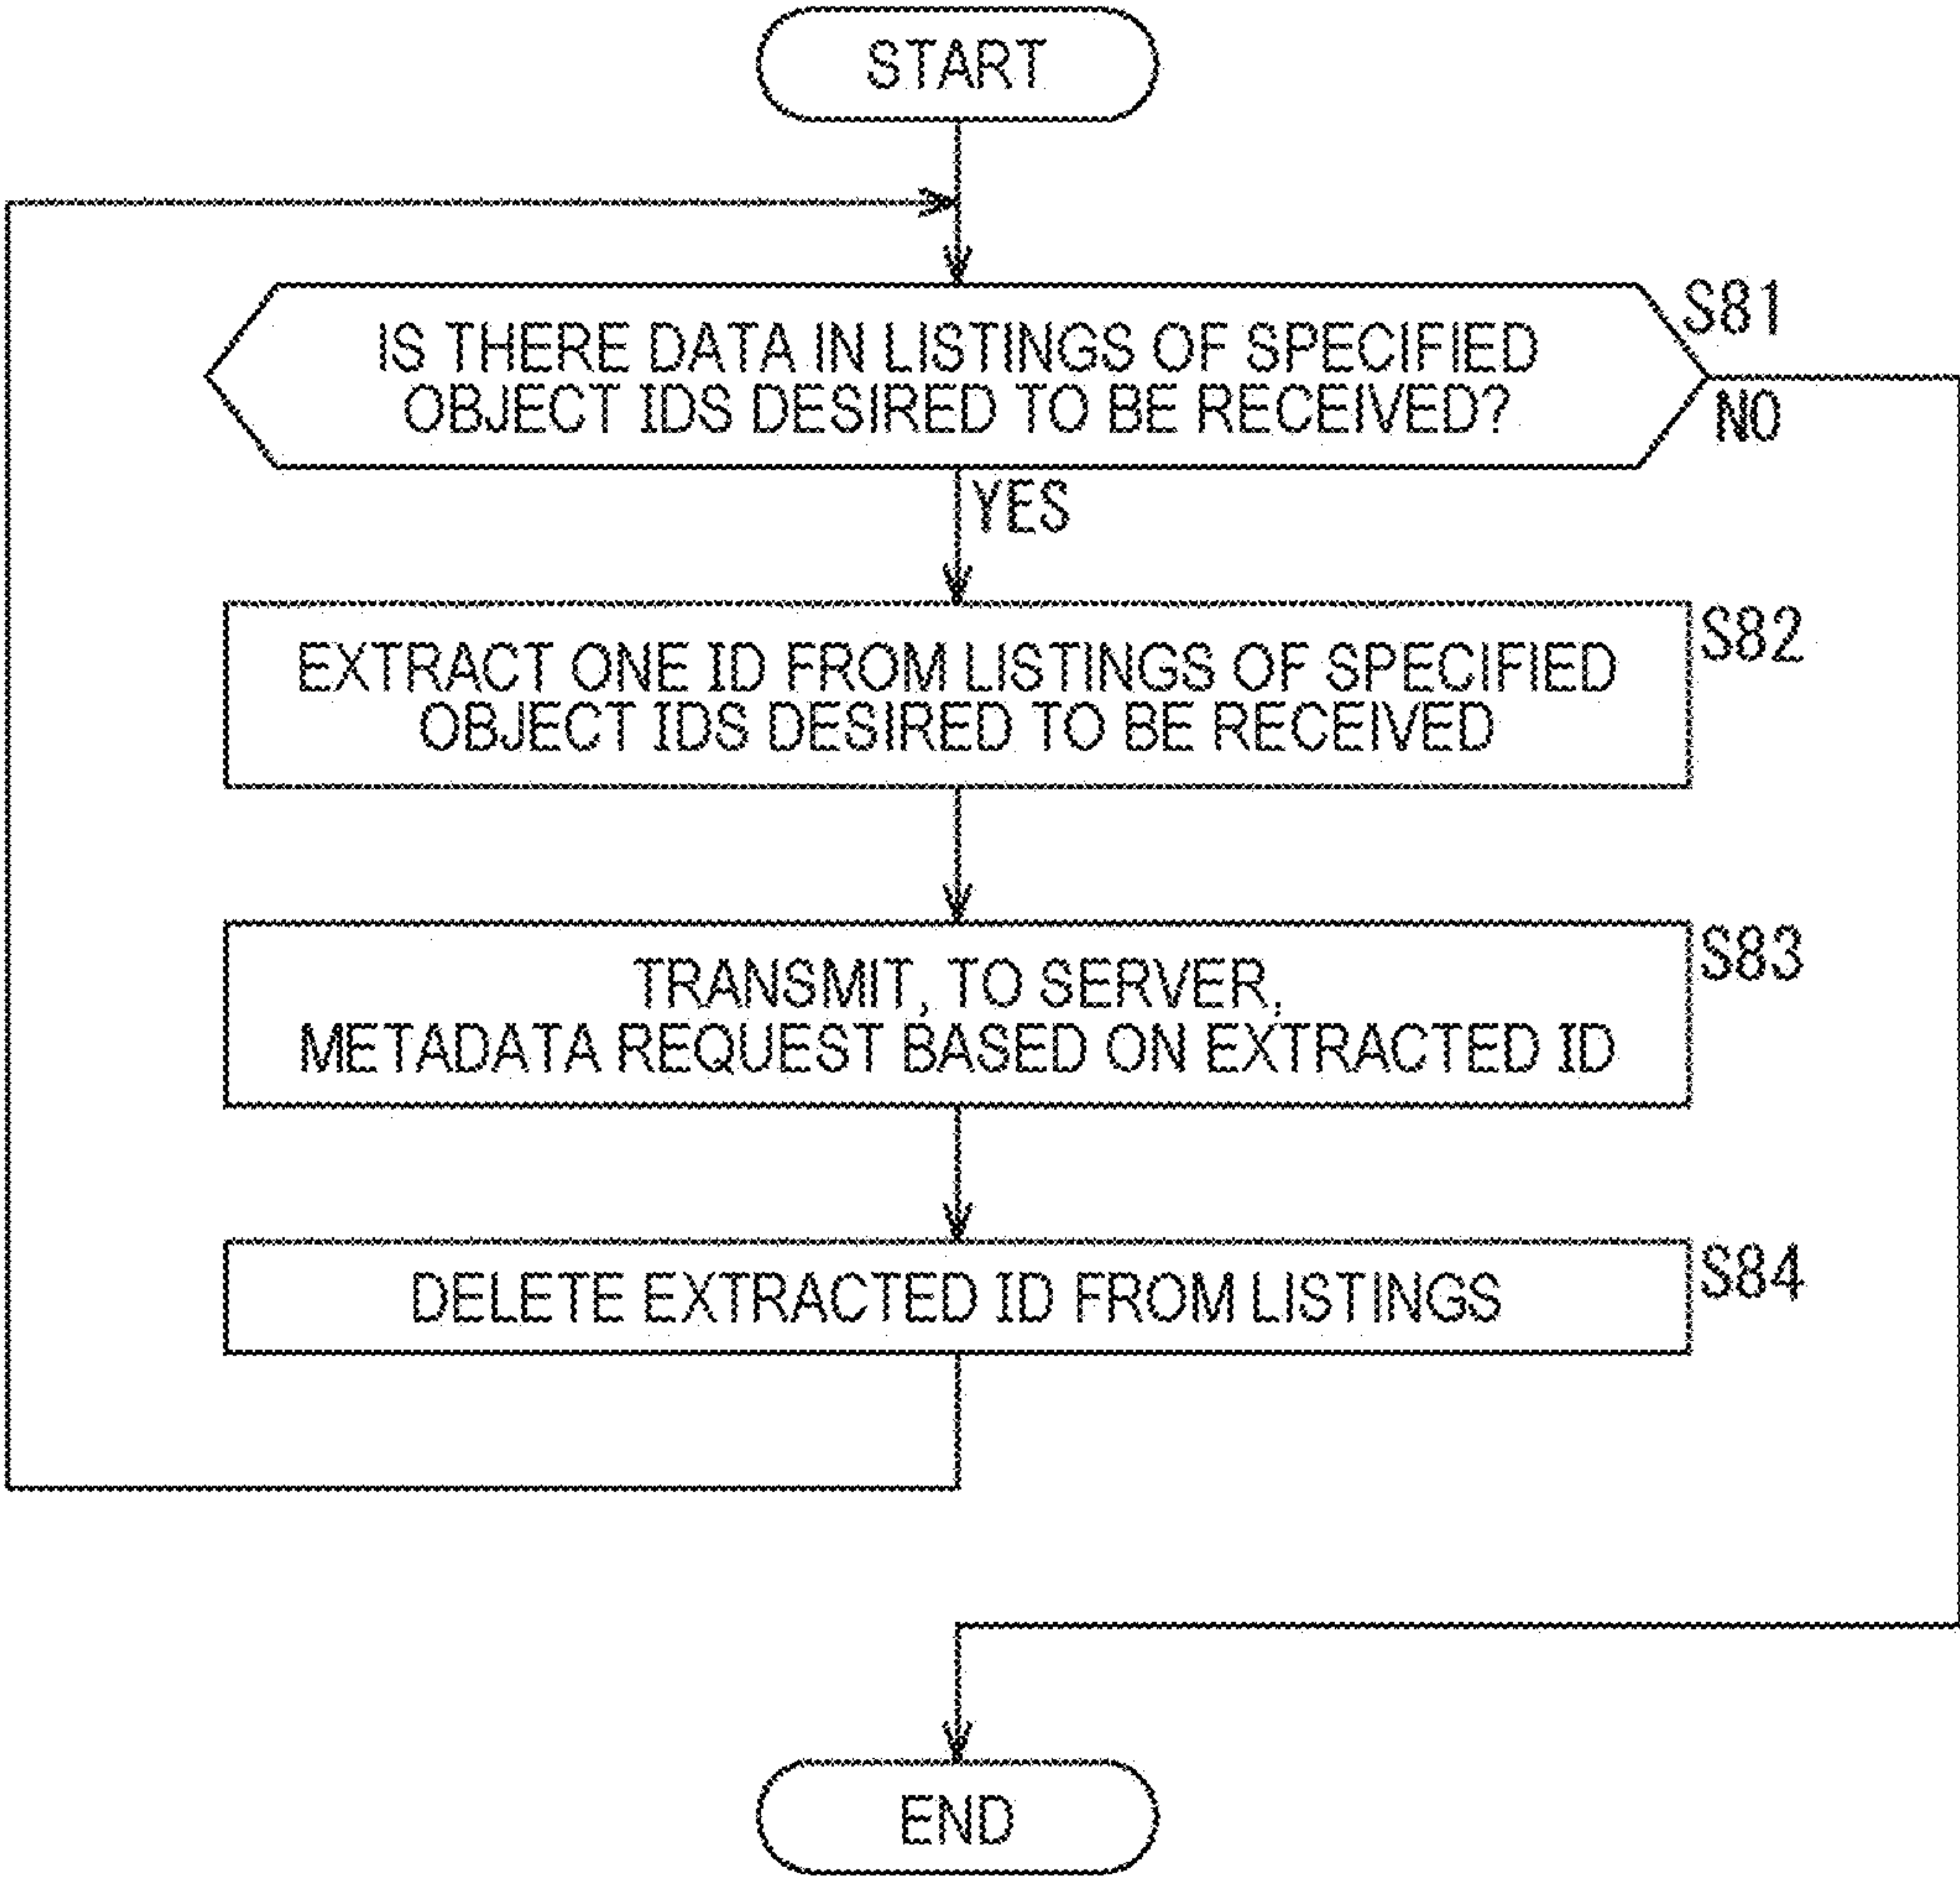 START
S81
IS THERE DATA IN LISTINGS OF SPECIFIED
OBJECT IDS DESIRED TO BE RECEIVED?
NO
YES
S82
EXTRACT ONE ID FROM LISTINGS OF SPECIFIED
OBJECT IDS DESIRED TO BE RECEIVED
S83
TRANSMIT, TO SERVER,
METADATA REQUEST BASED ON EXTRACTED ID
S84
DELETE EXTRACTED ID FROM LISTINGS
END